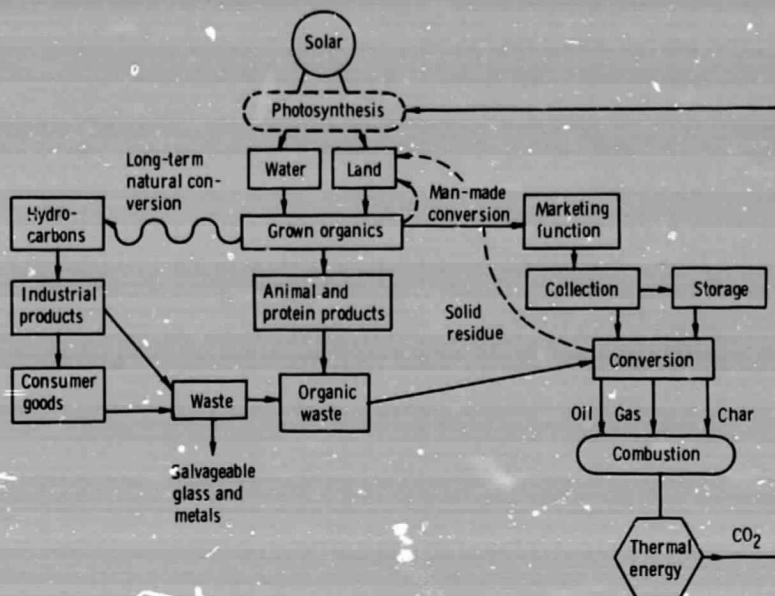 Solar
Photosynthesis
Water
Land
Long-term
natural con-
version
Hydro-
carbons
Grown organics
Man-made
conversion
Marketing
function
Industrial
products
Animal and
protein products
Collection
Storage
Solid
residue
Conversion
Consumer
goods
Waste
Organic
waste
Oil
Gas
Char
Salvageable
glass and
metals
Combustion
Thermal
energy
CO2